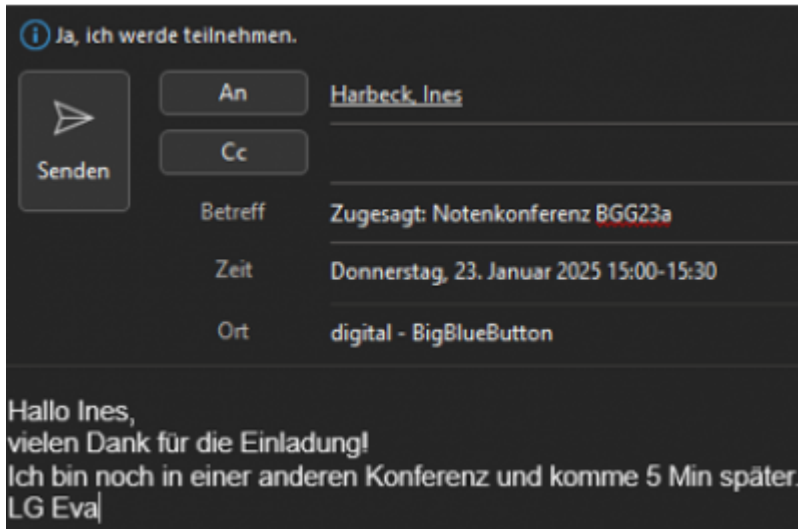 Ja, ich werde teilnehmen.
Senden
An
Harbeck, Ines
Cc
Betreff
Zugesagt: Notenkonferenz BGG23a
Zeit
Donnerstag, 23. Januar 2025 15:00-15:30
Ort
digital - BigBlueButton
Hallo Ines,
vielen Dank für die Einladung!
Ich bin noch in einer anderen Konferenz und komme 5 Min später.
LG Eva